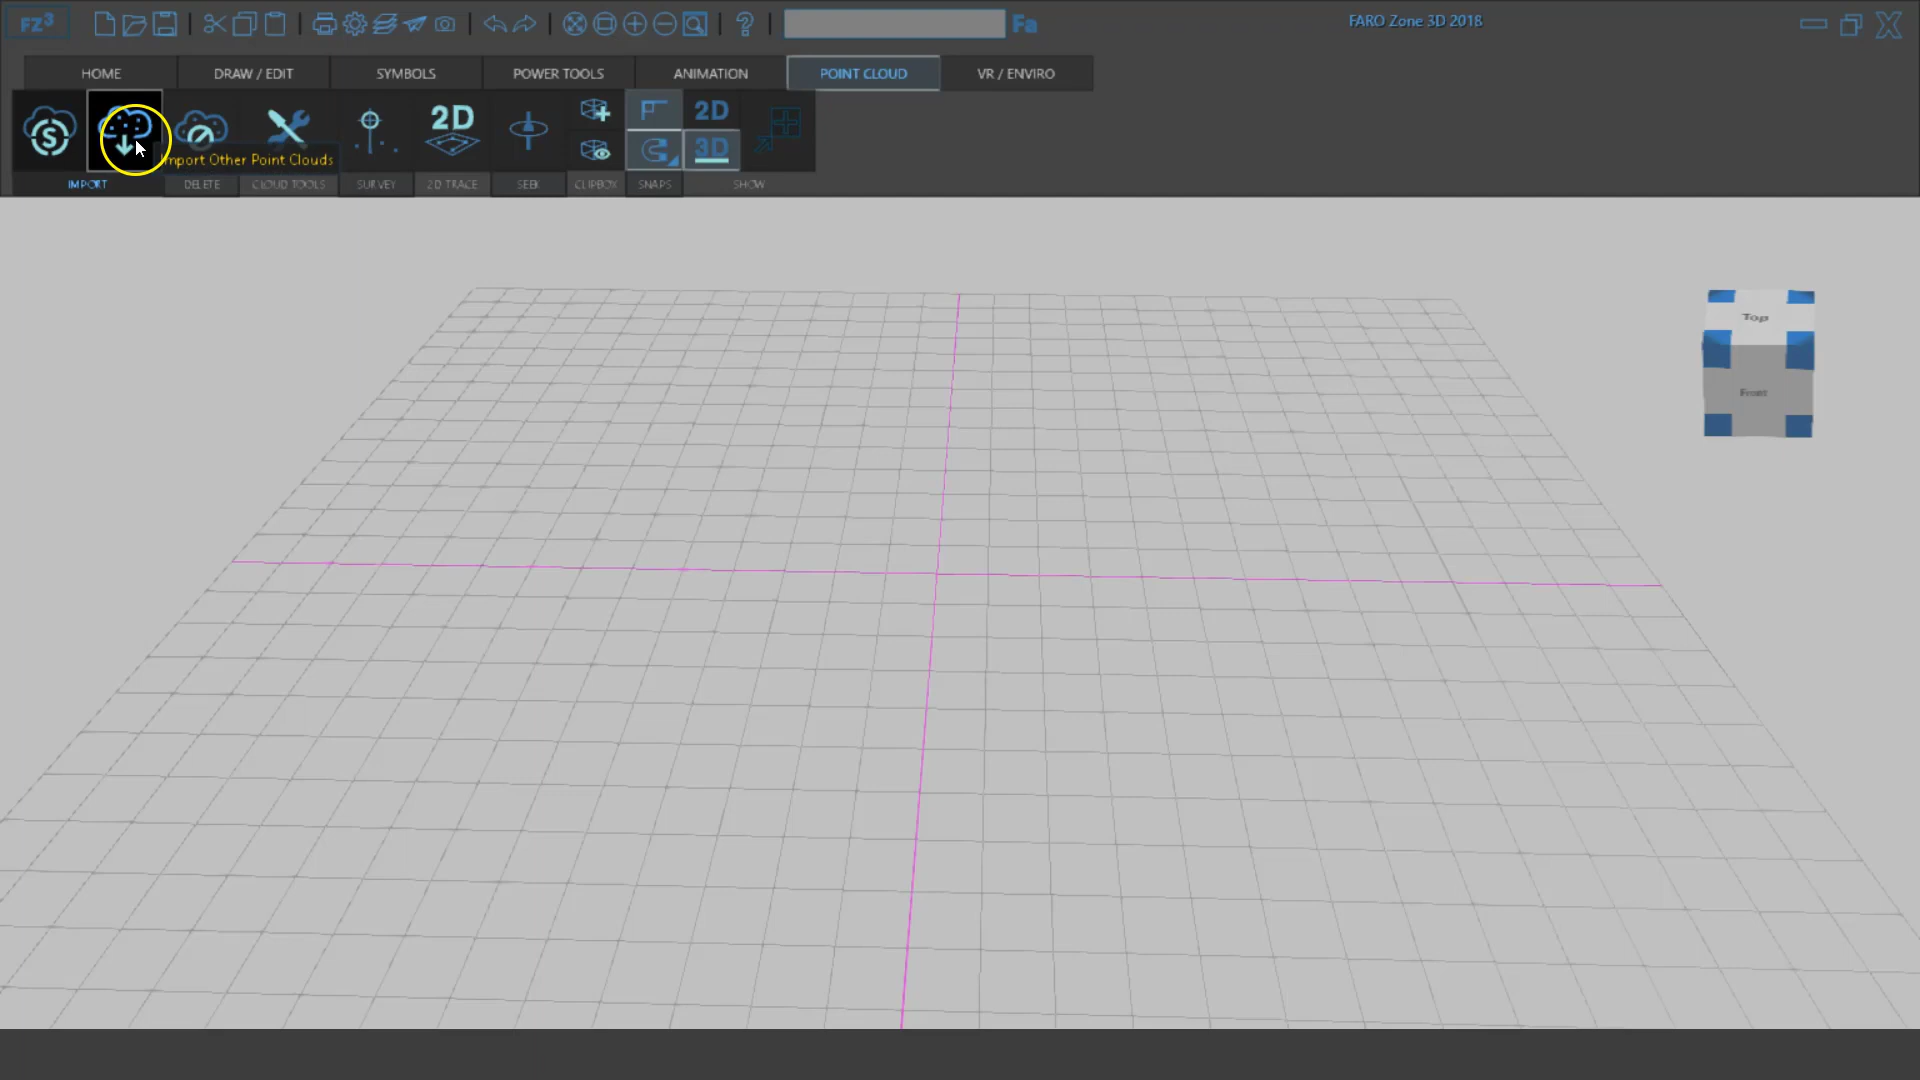 FZ3
Fa
FARO Zone 3D 2018
HOME
DRAW / EDIT
SYMBOLS
POWER TOOLS
ANIMATION
POINT CLOUD
VR / ENVIRO
S
2D
2D
3D
Import Other Point Clouds
IMPORT
DELETE
CLOUD TOOLS
SURVEY
2D TRACE
SEEK
CLIPBOX
SNAPS
SHOW
Top
Front